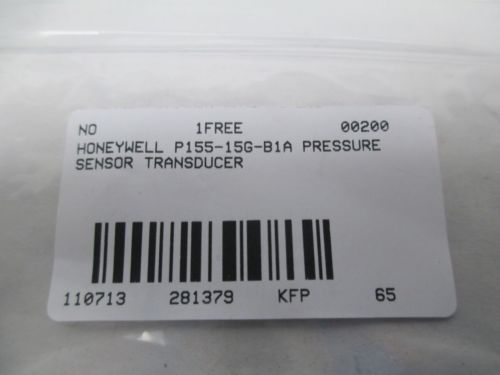 NO 1FREE 00200
HONEYWELL P155-15G-B1A PRESSURE
SENSOR TRANSDUCER
110713 281379 KFP 65